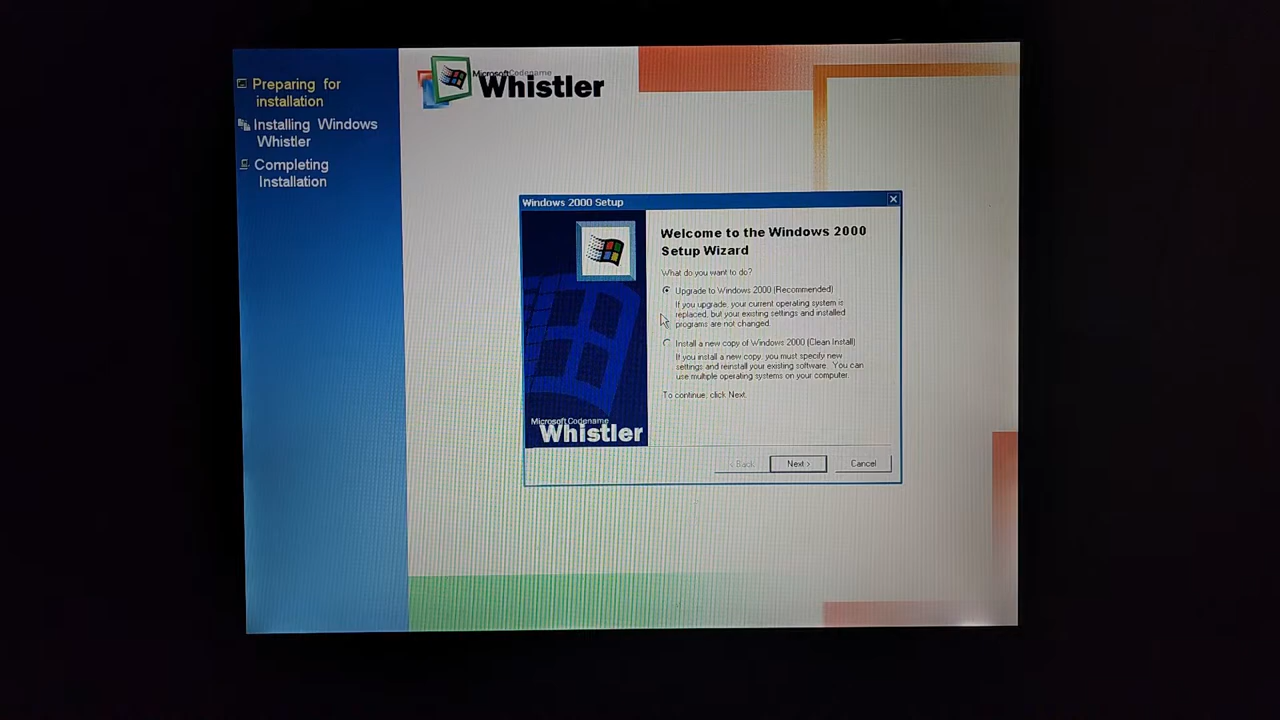 Preparing for
installation
Installing Windows
Whistler
Completing
Installation
Microsoft Codename
Whistler
Windows 2000 Setup
Welcome to the Windows 2000
Setup Wizard
What do you want to do?
Upgrade to Windows 2000 (Recommended)
If you upgrade, your current operating system is
replaced, but your existing settings and installed
programs are not changed.
Install a new copy of Windows 2000 (Clean Install)
If you install a new copy, you must specify new
settings and reinstall your existing software. You can
use multiple operating systems on your computer.
To continue, click Next.
Microsoft Codename
Whistler
< Back
Next >
Cancel